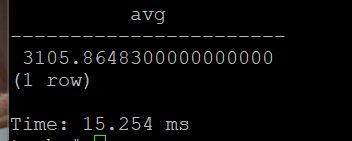 avg
------------------------
3105.8648300000000000
(1 row)
Time: 15.254 ms